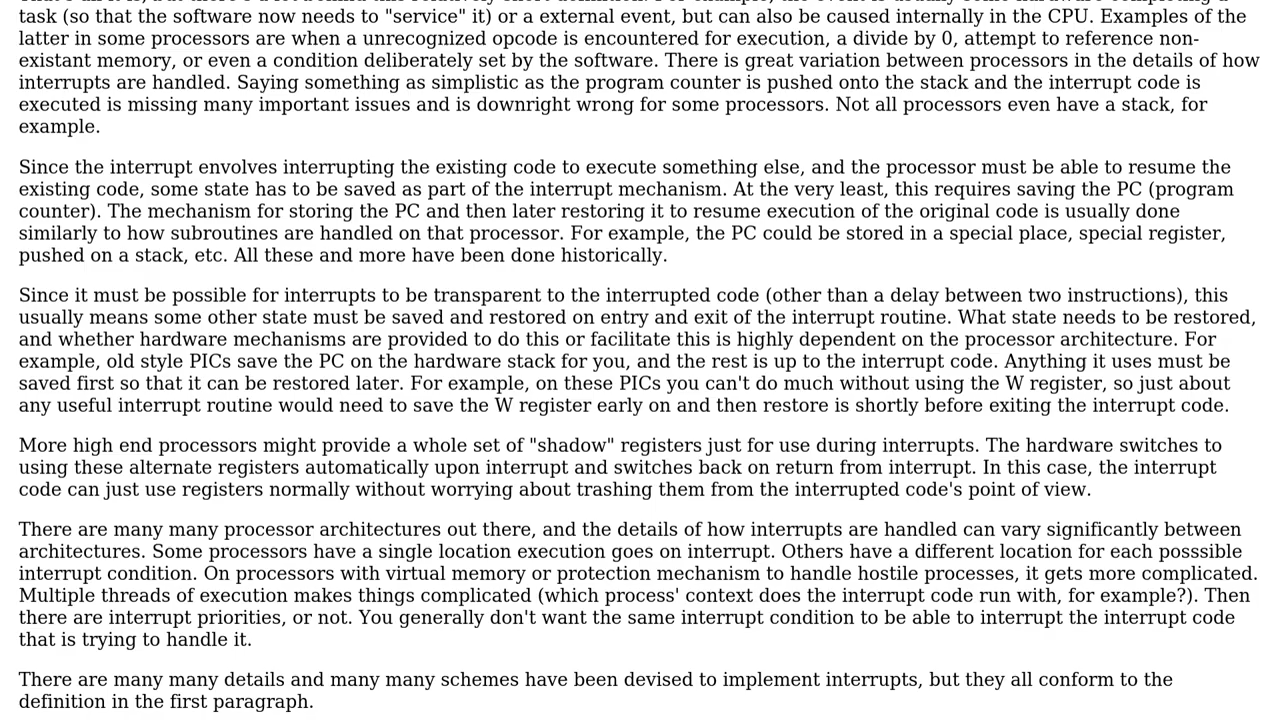 task (so that the software now needs to "service" it) or a external event, but can also be caused internally in the CPU. Examples of the
latter in some processors are when a unrecognized opcode is encountered for execution, a divide by 0, attempt to reference non-
existant memory, or even a condition deliberately set by the software. There is great variation between processors in the details of how
interrupts are handled. Saying something as simplistic as the program counter is pushed onto the stack and the interrupt code is
executed is missing many important issues and is downright wrong for some processors. Not all processors even have a stack, for
example.
Since the interrupt envolves interrupting the existing code to execute something else, and the processor must be able to resume the
existing code, some state has to be saved as part of the interrupt mechanism. At the very least, this requires saving the PC (program
counter). The mechanism for storing the PC and then later restoring it to resume execution of the original code is usually done
similarly to how subroutines are handled on that processor. For example, the PC could be stored in a special place, special register,
pushed on a stack, etc. All these and more have been done historically.
Since it must be possible for interrupts to be transparent to the interrupted code (other than a delay between two instructions), this
usually means some other state must be saved and restored on entry and exit of the interrupt routine. What state needs to be restored,
and whether hardware mechanisms are provided to do this or facilitate this is highly dependent on the processor architecture. For
example, old style PICs save the PC on the hardware stack for you, and the rest is up to the interrupt code. Anything it uses must be
saved first so that it can be restored later. For example, on these PICs you can't do much without using the W register, so just about
any useful interrupt routine would need to save the W register early on and then restore is shortly before exiting the interrupt code.
More high end processors might provide a whole set of "shadow" registers just for use during interrupts. The hardware switches to
using these alternate registers automatically upon interrupt and switches back on return from interrupt. In this case, the interrupt
code can just use registers normally without worrying about trashing them from the interrupted code's point of view.
There are many many processor architectures out there, and the details of how interrupts are handled can vary significantly between
architectures. Some processors have a single location execution goes on interrupt. Others have a different location for each posssible
interrupt condition. On processors with virtual memory or protection mechanism to handle hostile processes, it gets more complicated.
Multiple threads of execution makes things complicated (which process' context does the interrupt code run with, for example?). Then
there are interrupt priorities, or not. You generally don't want the same interrupt condition to be able to interrupt the interrupt code
that is trying to handle it.
There are many many details and many many schemes have been devised to implement interrupts, but they all conform to the
definition in the first paragraph.